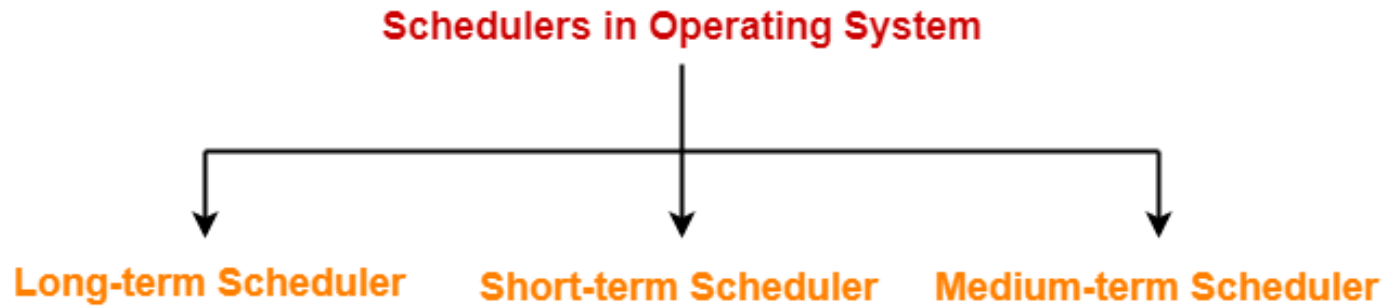 Schedulers in Operating System
Long-term Scheduler
Short-term Scheduler
Medium-term Scheduler